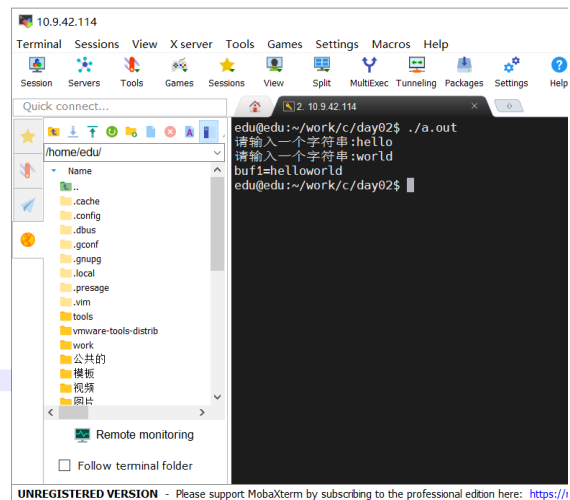 10.9.42.114
Terminal Sessions View X server Tools Games Settings Macros Help
Session Servers Tools Games Sessions View Split MultiExec Tunneling Packages Settings Help
Quick connect...
2. 10.9.42.114
/home/edu/
Name
..
.cache
.config
.dbus
.gconf
.gnupg
.local
.presage
.vim
tools
vmware-tools-distrib
work
公共的
模板
视频
图片
Remote monitoring
Follow terminal folder
edu@edu:~/work/c/day02$ ./a.out
请输入一个字符串:hello
请输入一个字符串:world
buf1=helloworld
edu@edu:~/work/c/day02$
UNREGISTERED VERSION - Please support MobaXterm by subscribing to the professional edition here: https://